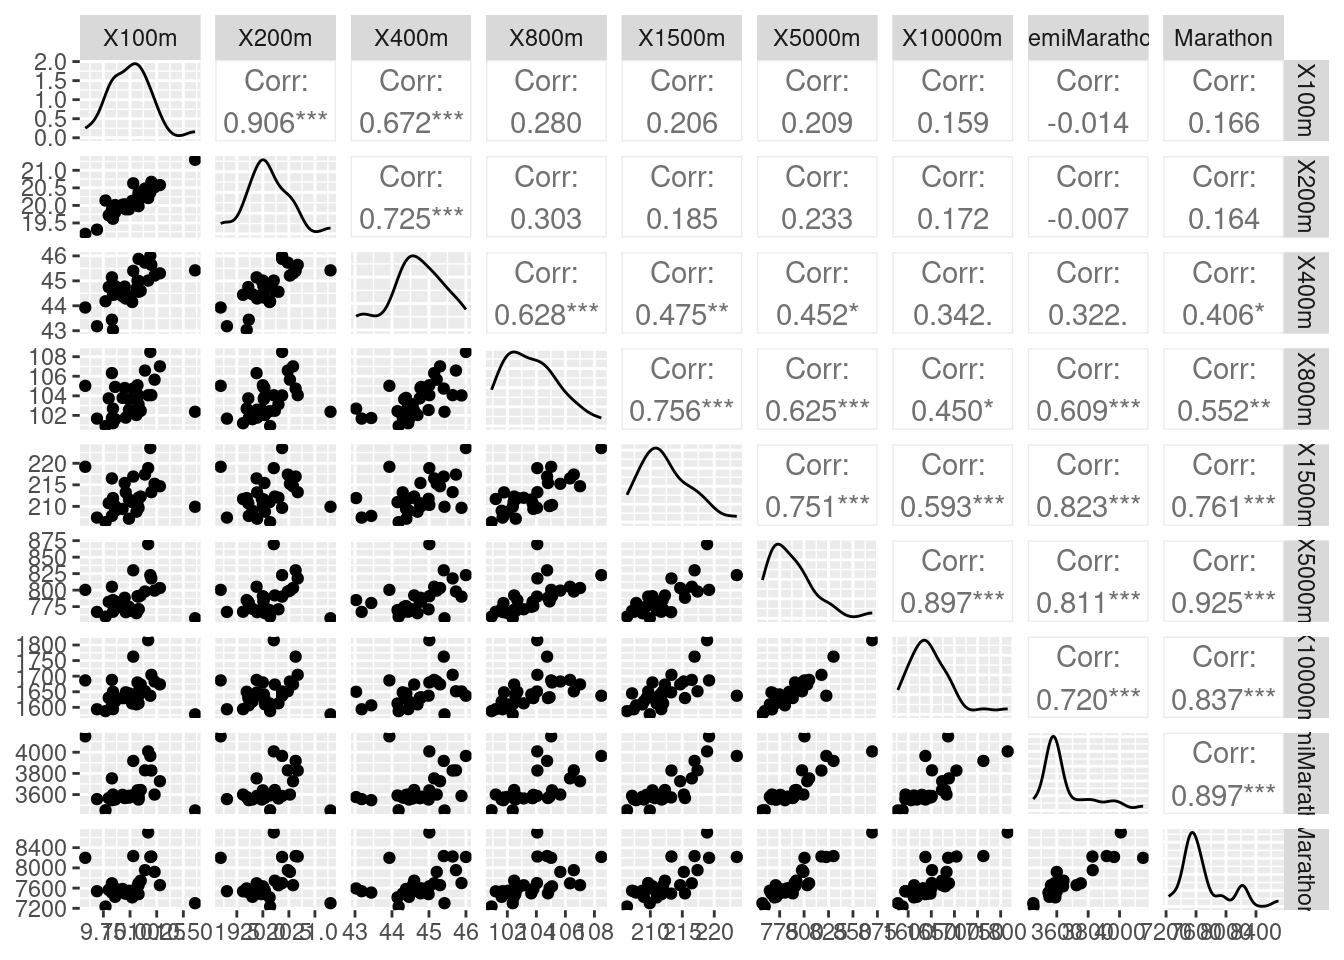 X100m X200m X400m X800m X1500m X5000m X10000m emiMaratho Marathon
2.0 1.5 1.0 0.5 0.0
Corr: Corr: Corr: Corr: Corr: Corr: Corr: Corr:
0.906*** 0.672*** 0.280 0.206 0.209 0.159 -0.014 0.166
X100m
21.0 20.5 20.0 19.5
Corr: Corr: Corr: Corr: Corr: Corr: Corr:
0.725*** 0.303 0.185 0.233 0.172 -0.007 0.164
X200m
46 45 44 43
Corr: Corr: Corr: Corr: Corr: Corr:
0.628*** 0.475** 0.452* 0.342. 0.322. 0.406*
X400m
108 106 104 102
Corr: Corr: Corr: Corr: Corr:
0.756*** 0.625*** 0.450* 0.609*** 0.552**
X800m
220 215 210
Corr: Corr: Corr: Corr:
0.751*** 0.593*** 0.823*** 0.761***
X1500m
875 850 825 800 775
Corr: Corr: Corr:
0.897*** 0.811*** 0.925***
X5000m
1800 1750 1700 1650 1600
Corr: Corr:
0.720*** 0.837***
X10000m
4000 3800 3600
Corr:
0.897***
miMarath
8400 8000 7600 7200
Marathon
43 44 45 46